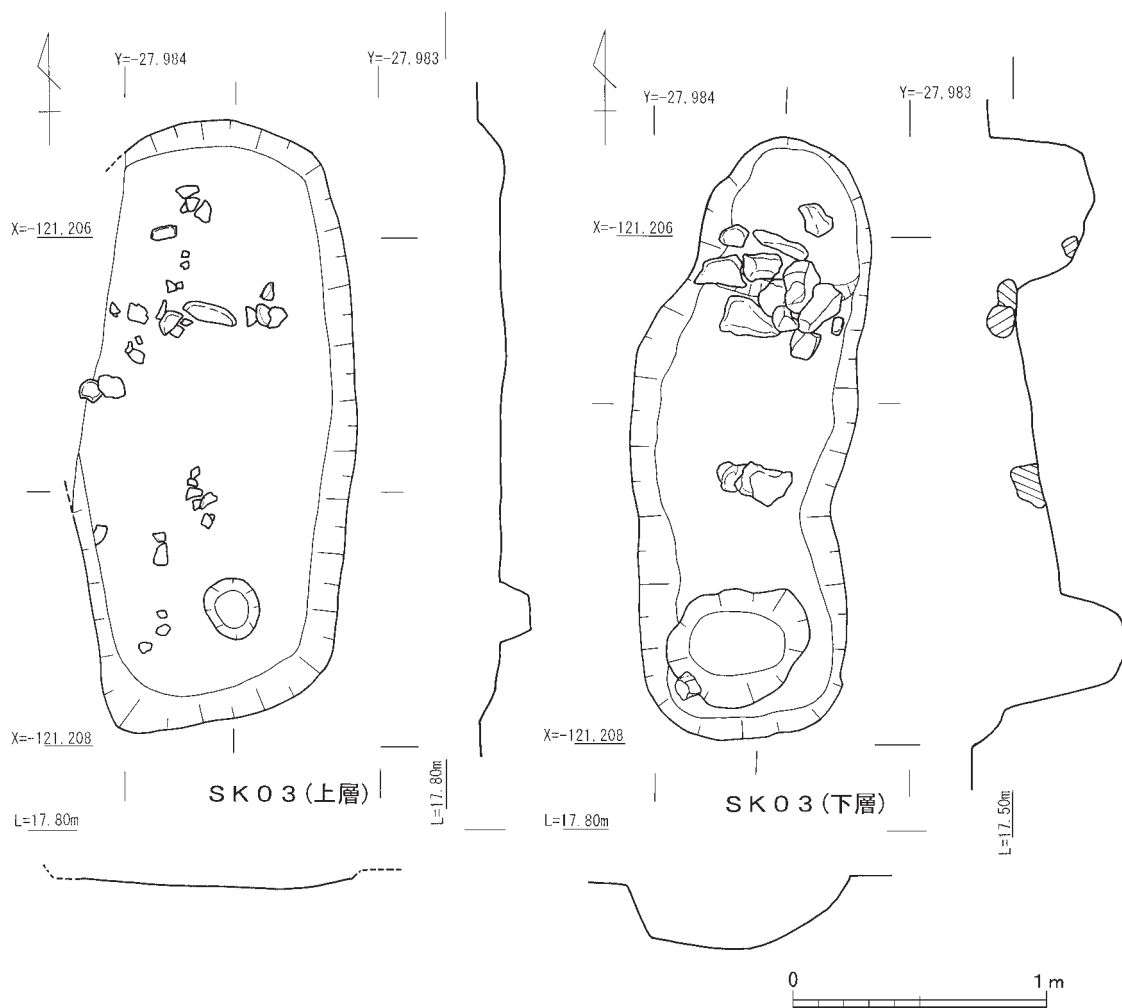 Y=-27,984
Y=-27,983
X=-121,206
X=-121,208
SK03(上層)
L=17.80m
L=17.80m
Y=-27,984
Y=-27,983
X=-121,206
X=-121,208
SK03(下層)
L=17.80m
L=17.50m
0 1m